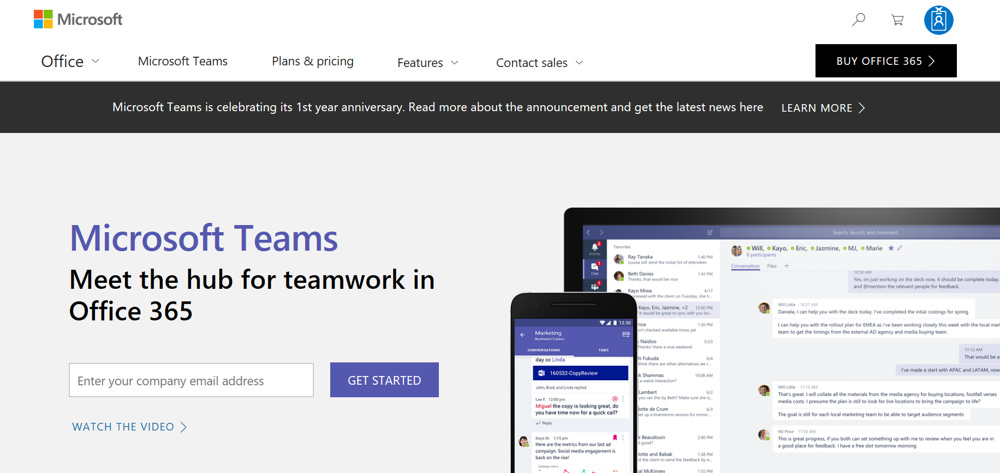 Microsoft
Office
Microsoft Teams
Plans & pricing
Features
Contact sales
BUY OFFICE 365
Microsoft Teams is celebrating its 1st year anniversary. Read more about the announcement and get the latest news here
LEARN MORE
Microsoft Teams
Meet the hub for teamwork in
Office 365
Enter your company email address
GET STARTED
WATCH THE VIDEO
Search, launch, and command
2
Activity
1
Chat
1
Favorites
Ray Tanaka 1:40 PM
Louisa will send the initial list of attendees
Beth Davies 1:43 PM
Thanks, that would be nice
Kayo Miwa 4/17
viewed with the client on Tuesday, she h...
Kayo, Eric, Jazmine, +2 12:00 PM
It would be great to sync with you bo...
rice 1:20 PM
n't checked available times yet
s Naidoo 5/23
Thanks! Have a nice weekend
hi Fukuda 6/4
think there are other alternatives we c...
ak Shammas 10:08 AM
a weird interaction?
Lambert 6/2
you ran this by Beth? Make sure she is...
lotte de Crum 6/3
set up a brainstorm session for tomor...
e Beaudouin 2:00 PM
d good?
lotte and Babak 1:58 PM
d the client to send the feedback by e...
tal McKinney 1:55 PM
Will, Kayo, Eric, Jazmine, MJ, Marie
6 participants
Conversation Files +
10:50 AM
Yes, im just working on the deck now, it should be complete today.
and @mention the relevant people for feedback.
Will Little 10:57 AM
Daniela, I can help you with the deck today. I've completed the intial costings for spring.
I can help you with the rollout plan for EMEA as i've been working closely this week with the local mar
team to get the timings from the external AD agency and media buying team.
11:12 AM
That would be a
I've made a start with APAC and LATAM, now
Will Little 11:13 AM
That's great. I will collate all the materials from the media agency for buying locations, footfall verses
media costs. I presume the plan is still to look for live locations to bring the campaign to life?
The goal is still for each local marketing team to be able to target audience segments
MJ Price 11:56 AM
This is great progress, if you both can set something up with me to review when you feel you are in
a good place for feedback. I have a free slot tomorrow morning.
12:30
Marketing
Northwind Traders
CONVERSATIONS TABS
day cc Linda
160532-CopyReview
John, Brad, and Linda replied
Lee F. 12:00 pm
Miguel the copy is looking great, do
you have time now for a quick call?
Reply
Kayo M. 1:15 pm
Here are the metrics from our last ad
campaign. Social media engagement is
back on the rise!
Campaign metrics